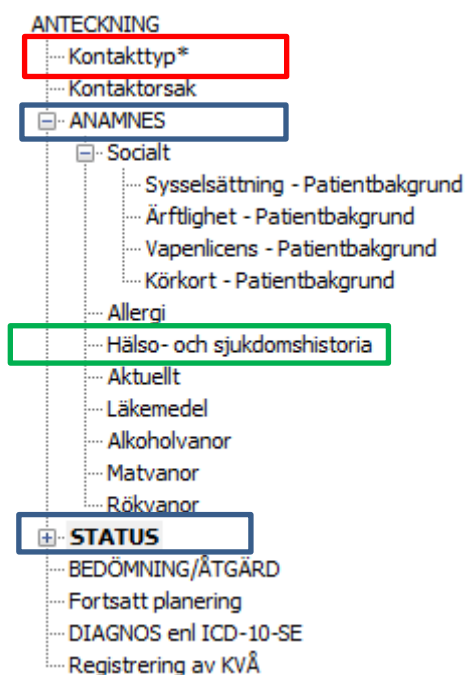 ANTECKNING
Kontakttyp*
Kontaktorsak
ANAMNES
Socialt
Sysselsättning - Patientbakgrund
Ärftlighet - Patientbakgrund
Vapenlicens - Patientbakgrund
Körkort - Patientbakgrund
Allergi
Hälso- och sjukdomshistoria
Aktuellt
Läkemedel
Alkoholvanor
Matvanor
Rökvanor
STATUS
BEDÖMNING/ÅTGÄRD
Fortsatt planering
DIAGNOS enl ICD-10-SE
Registrering av KVÅ